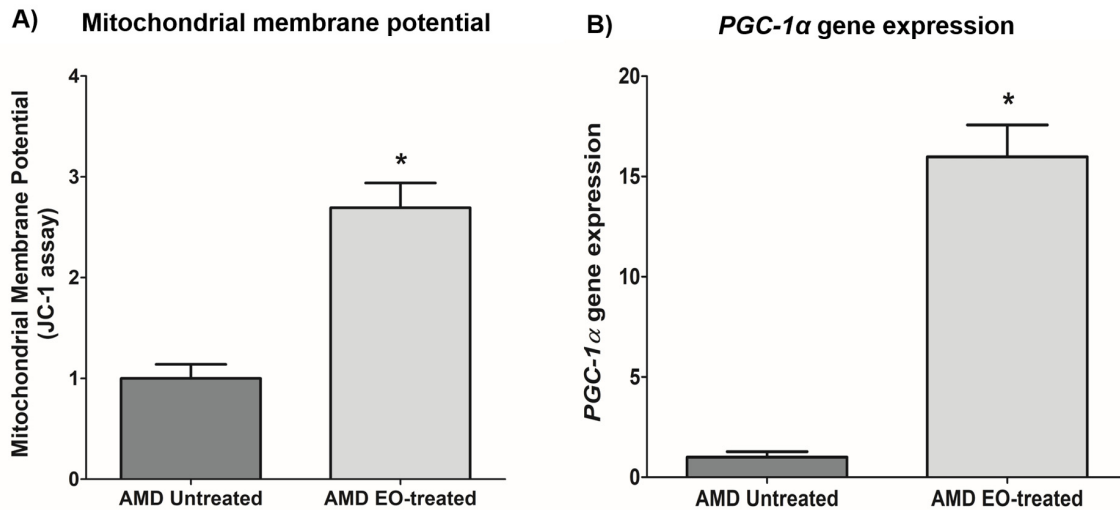 A) Mitochondrial membrane potential
Mitochondrial Membrane Potential
(JC-1 assay)
4
3
2
1
0
*
AMD Untreated AMD EO-treated
B) PGC-1α gene expression
PGC-1α gene expression
20
15
10
5
0
*
AMD Untreated AMD EO-treated